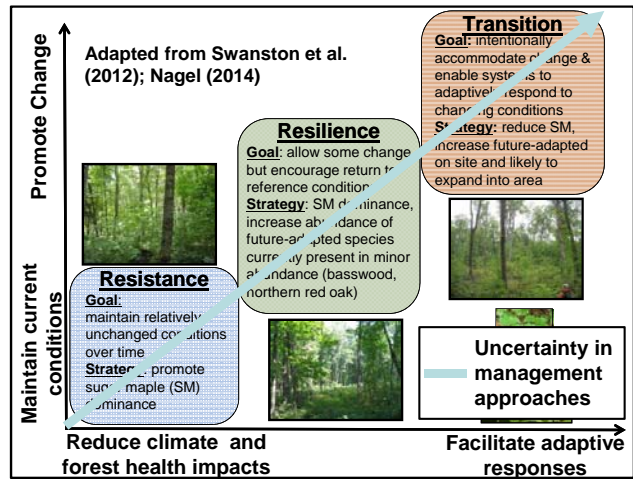 Promote Change
Maintain current
conditions
Adapted from Swanston et al.
(2012); Nagel (2014)
Resistance
Goal:
maintain relatively
unchanged conditions
over time
Strategy: promote
sugar maple (SM)
dominance
Resilience
Goal: allow some change
but encourage return to
reference condition
Strategy: SM dominance,
increase abundance of
future-adapted species
currently present in minor
abundance (basswood,
northern red oak)
Transition
Goal: intentionally
accommodate change &
enable systems to
adaptively respond to
changing conditions
Strategy: reduce SM,
increase future-adapted
on site and likely to
expand into area
Uncertainty in
management
approaches
Reduce climate and
forest health impacts
Facilitate adaptive
responses